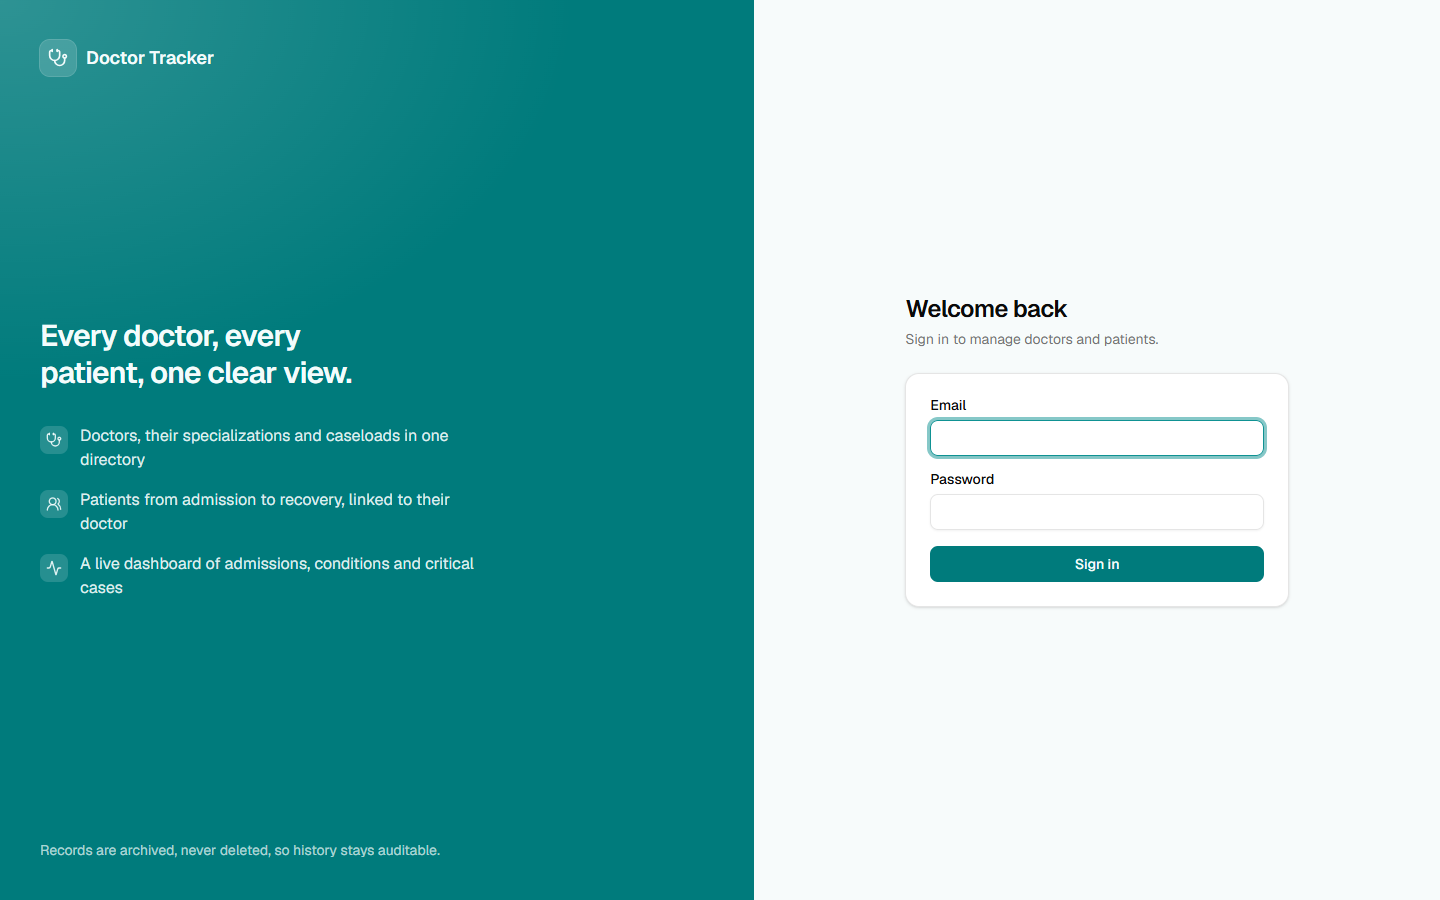 Doctor Tracker
Every doctor, every
patient, one clear view.
Doctors, their specializations and caseloads in one
directory
Patients from admission to recovery, linked to their
doctor
A live dashboard of admissions, conditions and critical
cases
Records are archived, never deleted, so history stays auditable.
Welcome back
Sign in to manage doctors and patients.
Email
Password
Sign in